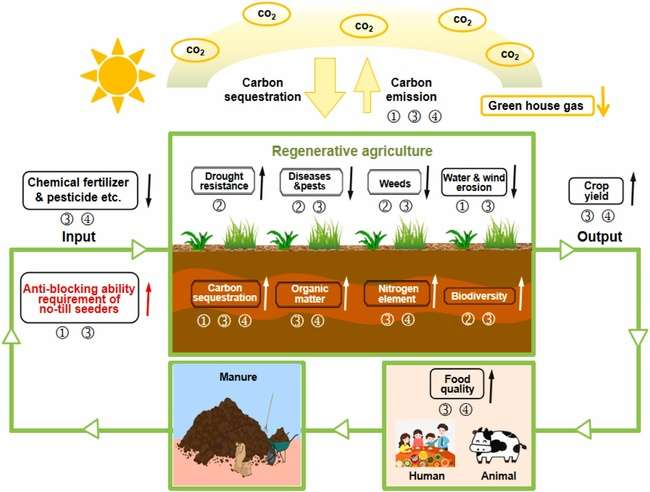 CO2
CO2
CO2
CO2
CO2
Carbon
sequestration
Carbon
emission
① ③ ④
Green house gas
Regenerative agriculture
Chemical fertilizer
& pesticide etc.
③ ④
Input
Drought
resistance
②
Diseases
&pests
② ③
Weeds
② ③
Water & wind
erosion
① ③
Crop
yield
③ ④
Output
Anti-blocking ability
requirement of
no-till seeders
① ③
Carbon
sequestration
① ③ ④
Organic
matter
③ ④
Nitrogen
element
③ ④
Biodiversity
② ③
Manure
Food
quality
③ ④
Human
Animal